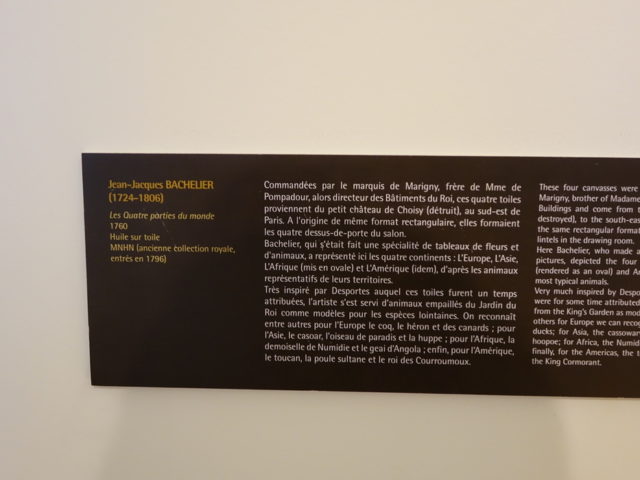 Jean-Jacques BACHELIER
(1724-1806)
Les Quatre parties du monde
1760
Huile sur toile
MNHN (ancienne collection royale,
entrés en 1796)
Commandées par le marquis de Marigny, frère de Mme de
Pompadour, alors directeur des Bâtiments du Roi, ces quatre toiles
proviennent du petit château de Choisy (détruit), au sud-est de
Paris. A l'origine de même format rectangulaire, elles formaient
les quatre dessus-de-porte du salon.
Bachelier, qui s'était fait une spécialité de tableaux de fleurs et
d'animaux, a représenté ici les quatre continents : L'Europe, L'Asie,
L'Afrique (mis en ovale) et L'Amérique (idem), d'après les animaux
représentatifs de leurs territoires.
Très inspiré par Desportes auquel ces toiles furent un temps
attribuées, l'artiste s'est servi d'animaux empaillés du Jardin du
Roi comme modèles pour les espèces lointaines. On reconnaît
entre autres pour l'Europe le coq, le héron et des canards ; pour
l'Asie, le casoar, l'oiseau de paradis et la huppe ; pour l'Afrique, la
demoiselle de Numidie et le geai d'Angola ; enfin, pour l'Amérique,
le toucan, la poule sultane et le roi des Courroumoux.
These four canvasses were
Marigny, brother of Madame
Buildings and come from
destroyed), to the south-eas
the same rectangular format
lintels in the drawing room.
Here Bachelier, who made a
pictures, depicted the four
(rendered as an oval) and Am
most typical animals.
Very much inspired by Despo
were for some time attributed
from the King's Garden as mod
others for Europe we can reco
ducks; for Asia, the cassowar
hoopoe; for Africa, the Numid
finally, for the Americas, the t
the King Cormorant.